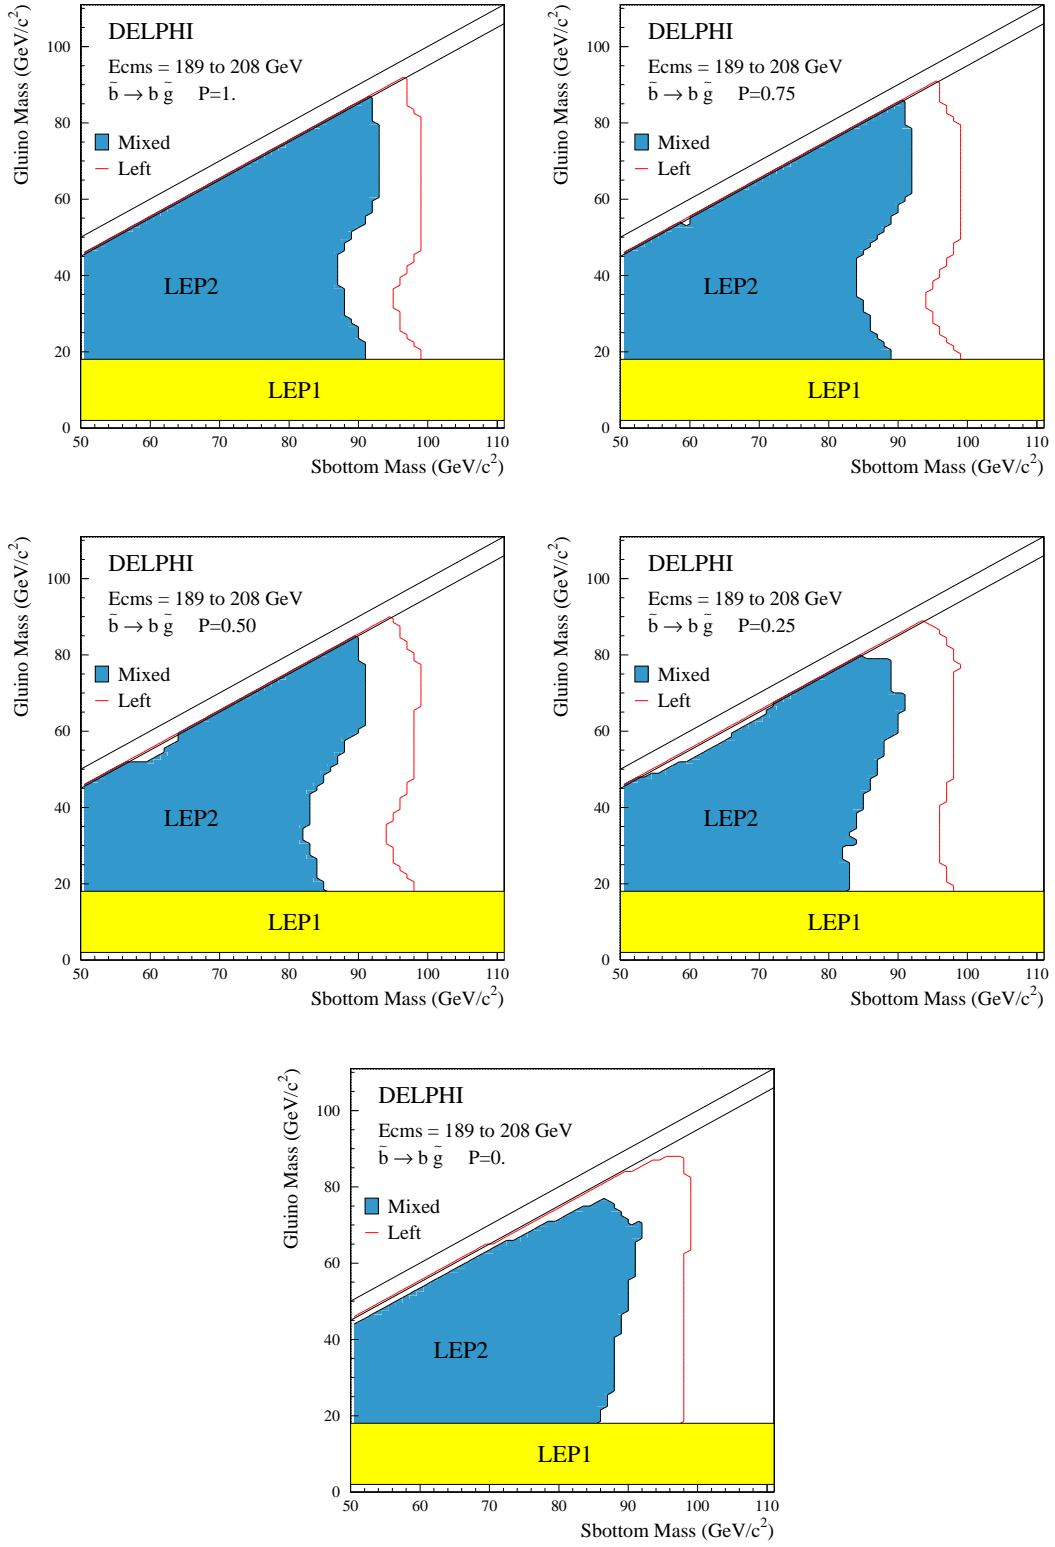 DELPHI
Ecms = 189 to 208 GeV
b̃ → b g̃ P=1.
Mixed
Left
LEP2
LEP1
Gluino Mass (GeV/c²)
100
80
60
40
20
0
50 60 70 80 90 100 110
Sbottom Mass (GeV/c²)
DELPHI
Ecms = 189 to 208 GeV
b̃ → b g̃ P=0.75
Mixed
Left
LEP2
LEP1
Gluino Mass (GeV/c²)
100
80
60
40
20
0
50 60 70 80 90 100 110
Sbottom Mass (GeV/c²)
DELPHI
Ecms = 189 to 208 GeV
b̃ → b g̃ P=0.50
Mixed
Left
LEP2
LEP1
Gluino Mass (GeV/c²)
100
80
60
40
20
0
50 60 70 80 90 100 110
Sbottom Mass (GeV/c²)
DELPHI
Ecms = 189 to 208 GeV
b̃ → b g̃ P=0.25
Mixed
Left
LEP2
LEP1
Gluino Mass (GeV/c²)
100
80
60
40
20
0
50 60 70 80 90 100 110
Sbottom Mass (GeV/c²)
DELPHI
Ecms = 189 to 208 GeV
b̃ → b g̃ P=0.
Mixed
Left
LEP2
LEP1
Gluino Mass (GeV/c²)
100
80
60
40
20
0
50 60 70 80 90 100 110
Sbottom Mass (GeV/c²)